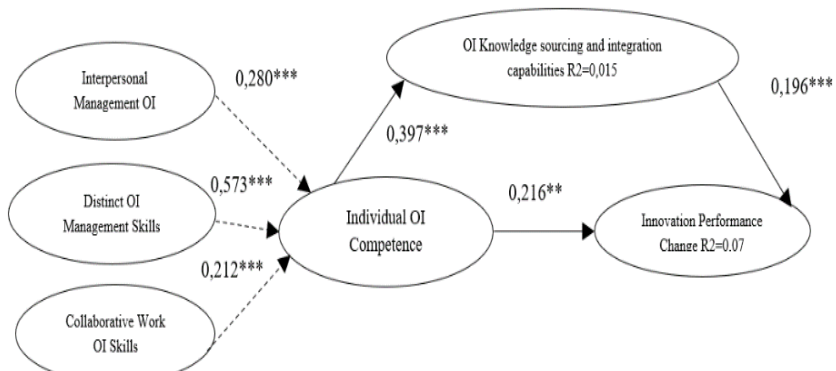 OI Knowledge sourcing and integration
capabilities R2=0,015
Interpersonal
Management OI
0,280***
0,196***
0,397***
Distinct OI
Management Skills
0,573***
Individual OI
Competence
0,216**
Innovation Performance
Change R2=0.07
0,212***
Collaborative Work
OI Skills